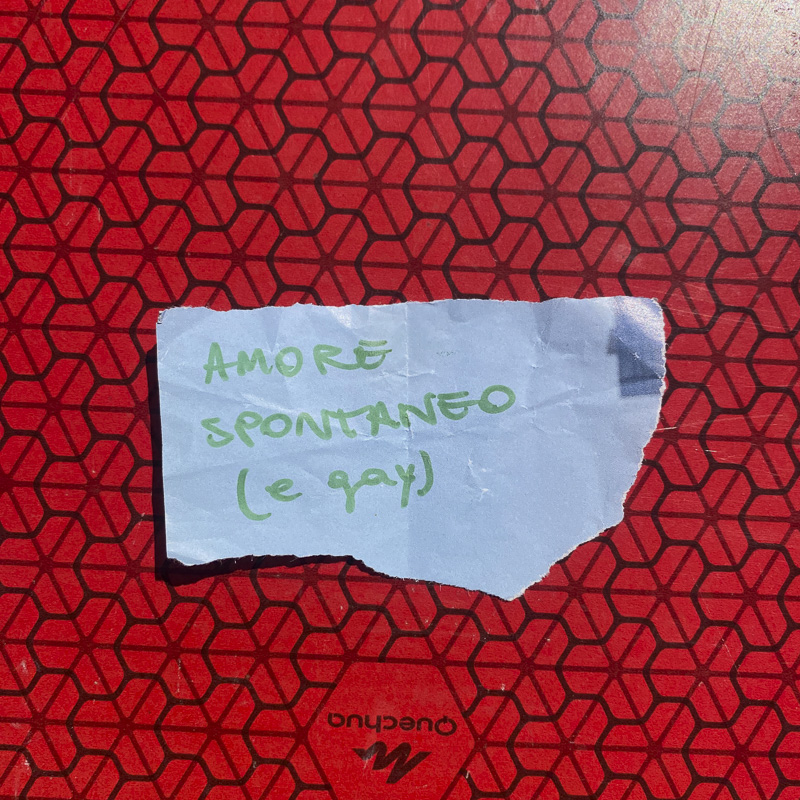 AMORE
SPONTANEO
(e gay)
Quechua